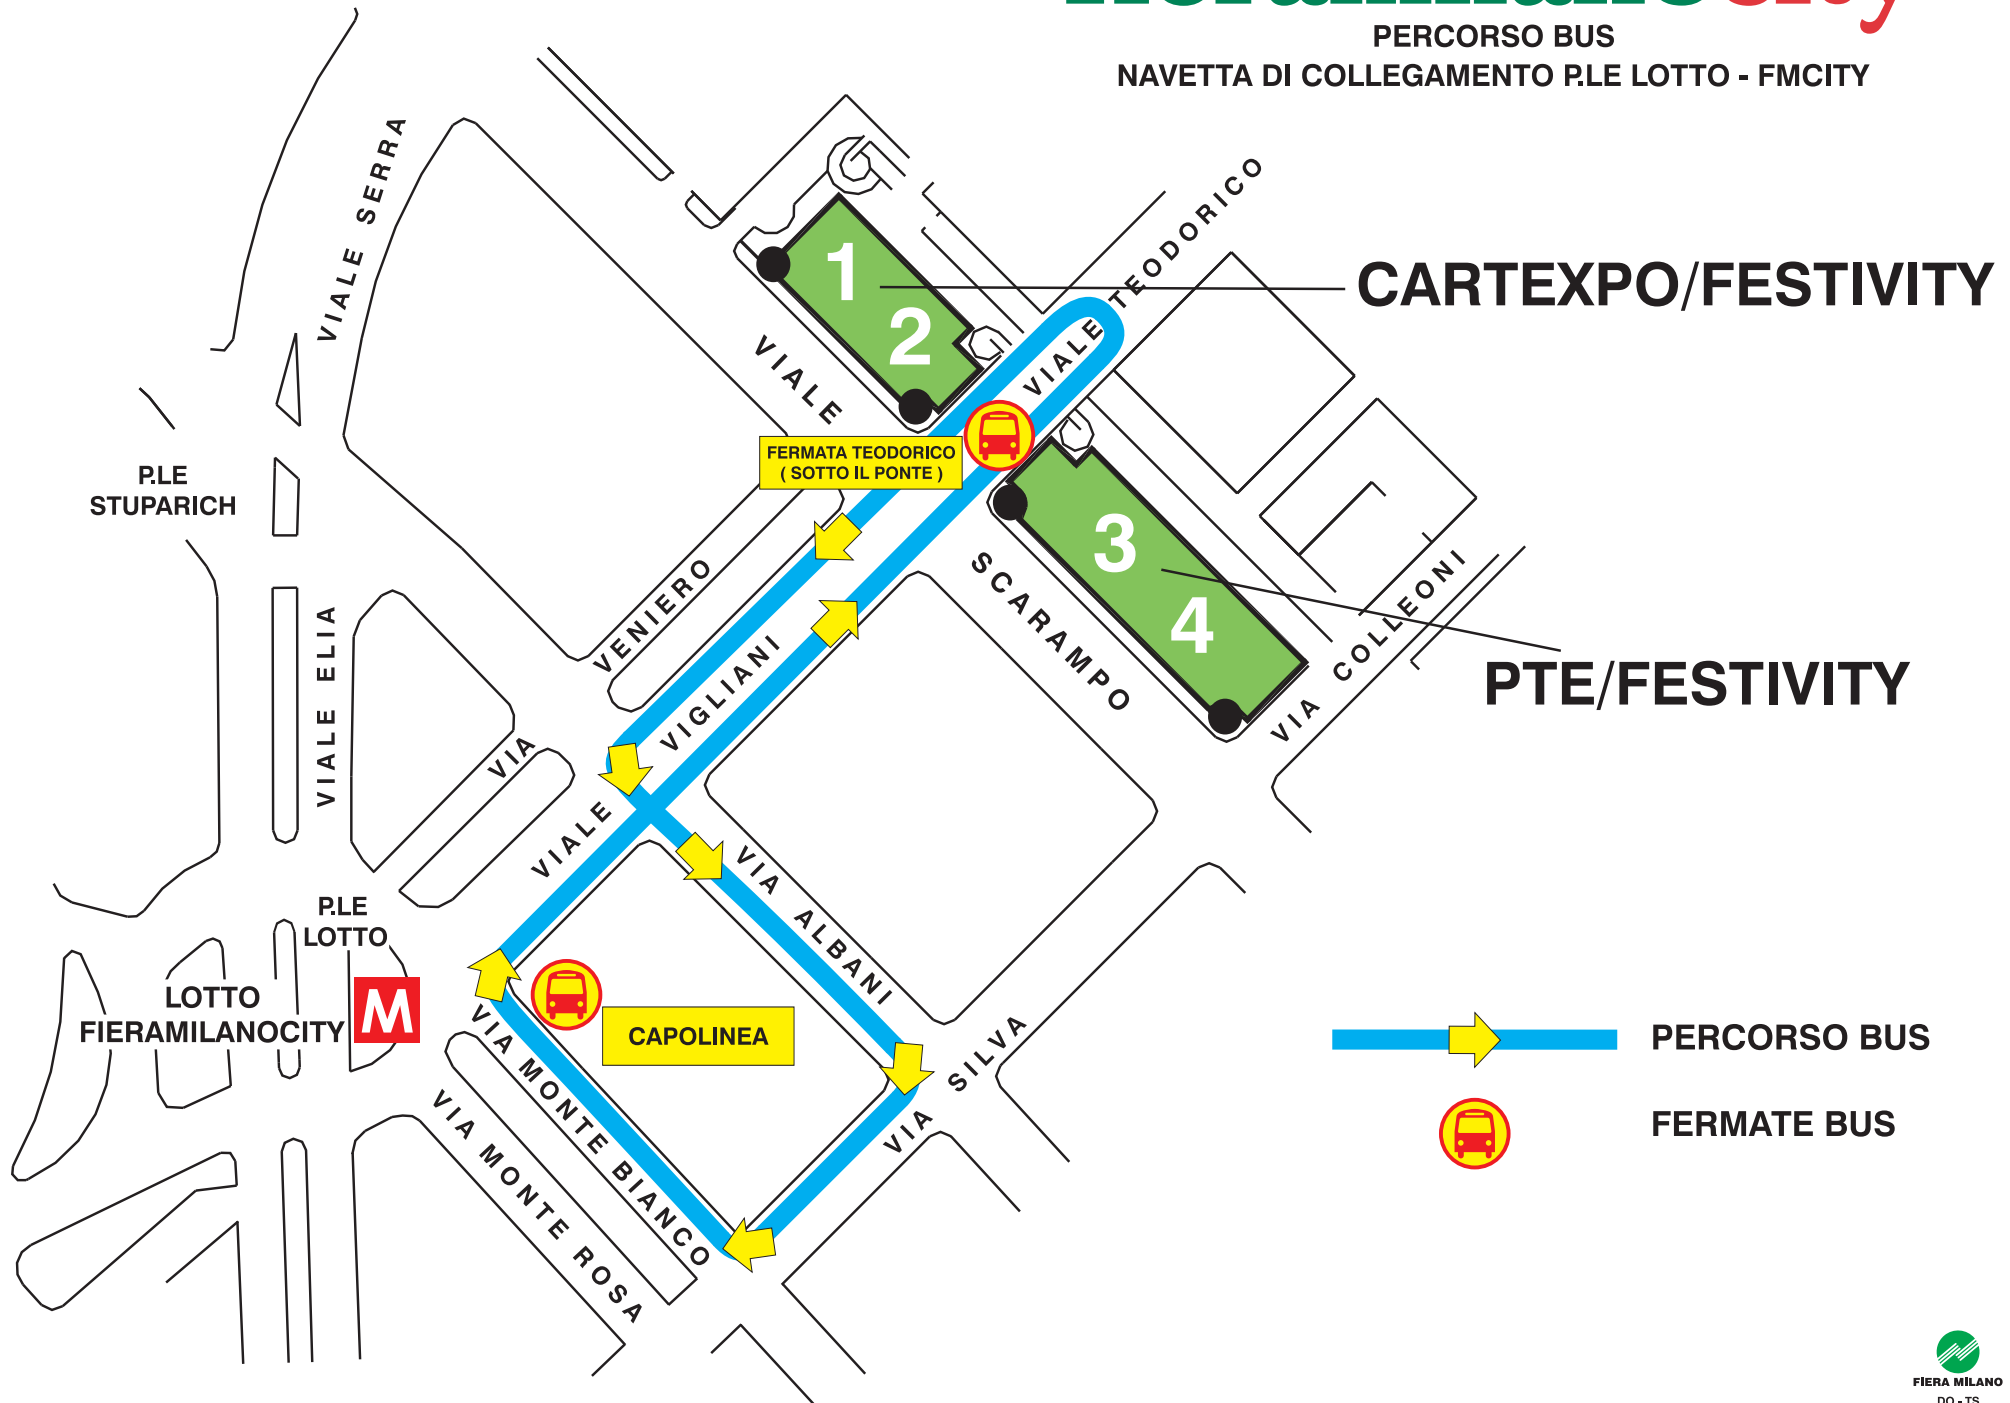 fieramilanocity
PERCORSO BUS
NAVETTA DI COLLEGAMENTO P.LE LOTTO - FMCITY
VIALE SERRA
VIALE TEODORICO
1
2
CARTEXPO/FESTIVITY
VIALE SCARAMPO
FERMATA TEODORICO
( SOTTO IL PONTE )
P.LE
STUPARICH
3
4
PTE/FESTIVITY
VIA COLLEONI
VIA VENIERO
VIALE VIGLIANI
VIALE ELIA
VIA ALBANI
P.LE
LOTTO
LOTTO
FIERAMILANOCITY
M
CAPOLINEA
VIA SILVA
VIA MONTE BIANCO
VIA MONTE ROSA
PERCORSO BUS
FERMATE BUS
FIERA MILANO
DO - TS